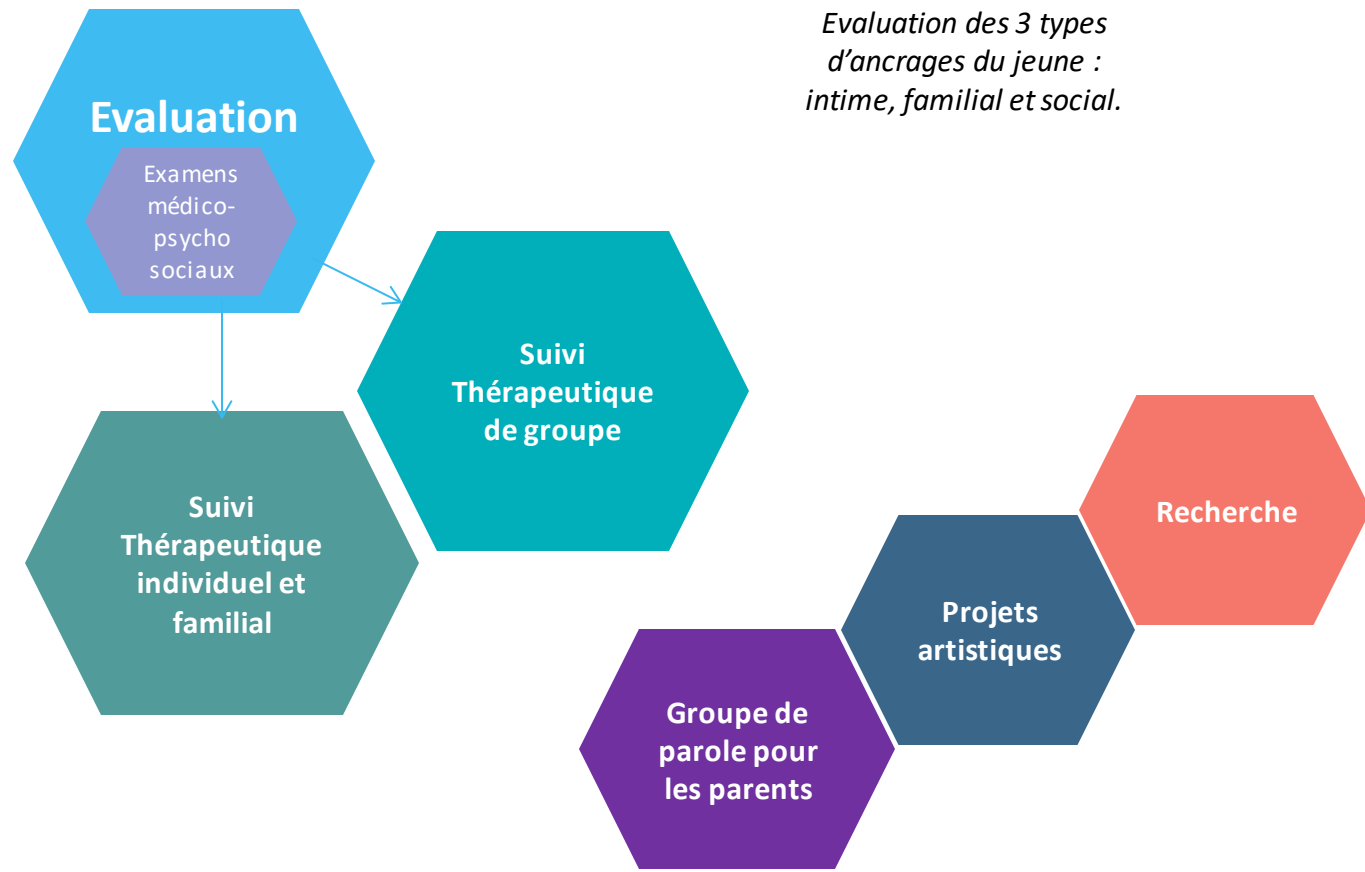 Evaluation des 3 types
d’ancrages du jeune :
intime, familial et social.
Evaluation
Examens
médico-
psycho
sociaux
Suivi
Thérapeutique
de groupe
Suivi
Thérapeutique
individuel et
familial
Recherche
Projets
artistiques
Groupe de
parole pour
les parents